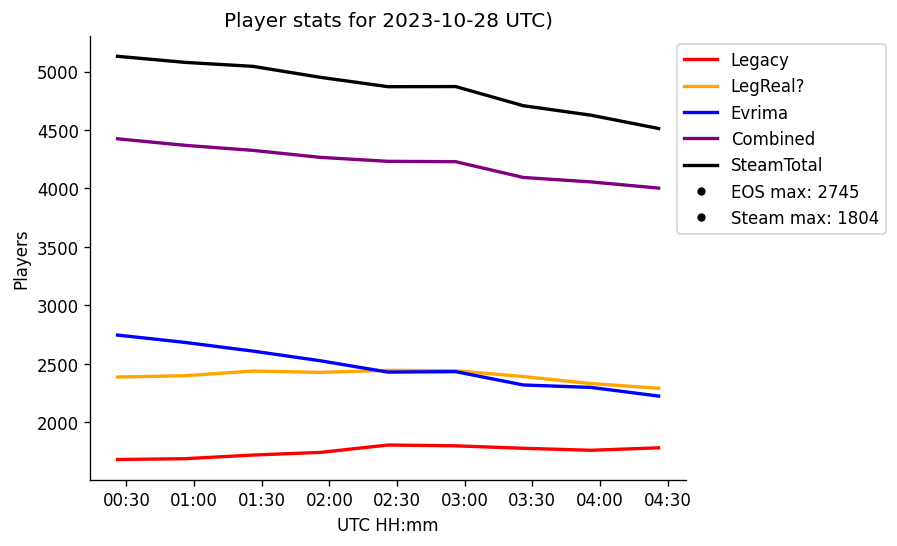 Player stats for 2023-10-28 UTC)
Players
5000
4500
4000
3500
3000
2500
2000
00:30 01:00 01:30 02:00 02:30 03:00 03:30 04:00 04:30
UTC HH:mm
Legacy
LegReal?
Evrima
Combined
SteamTotal
EOS max: 2745
Steam max: 1804